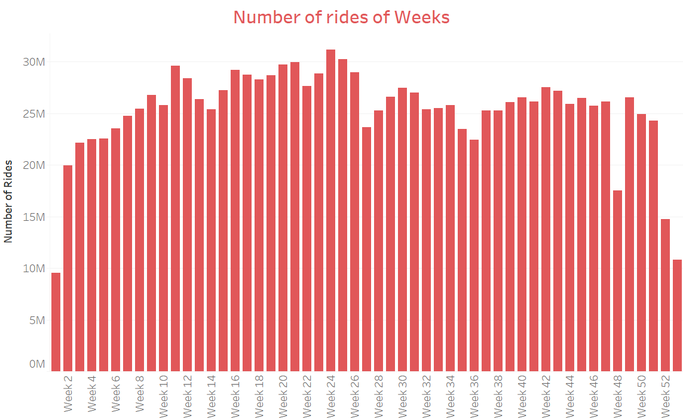 Number of rides of Weeks
Number of Rides
30M
25M
20M
15M
10M
5M
0M
Week 2
Week 4
Week 6
Week 8
Week 10
Week 12
Week 14
Week 16
Week 18
Week 20
Week 22
Week 24
Week 26
Week 28
Week 30
Week 32
Week 34
Week 36
Week 38
Week 40
Week 42
Week 44
Week 46
Week 48
Week 50
Week 52